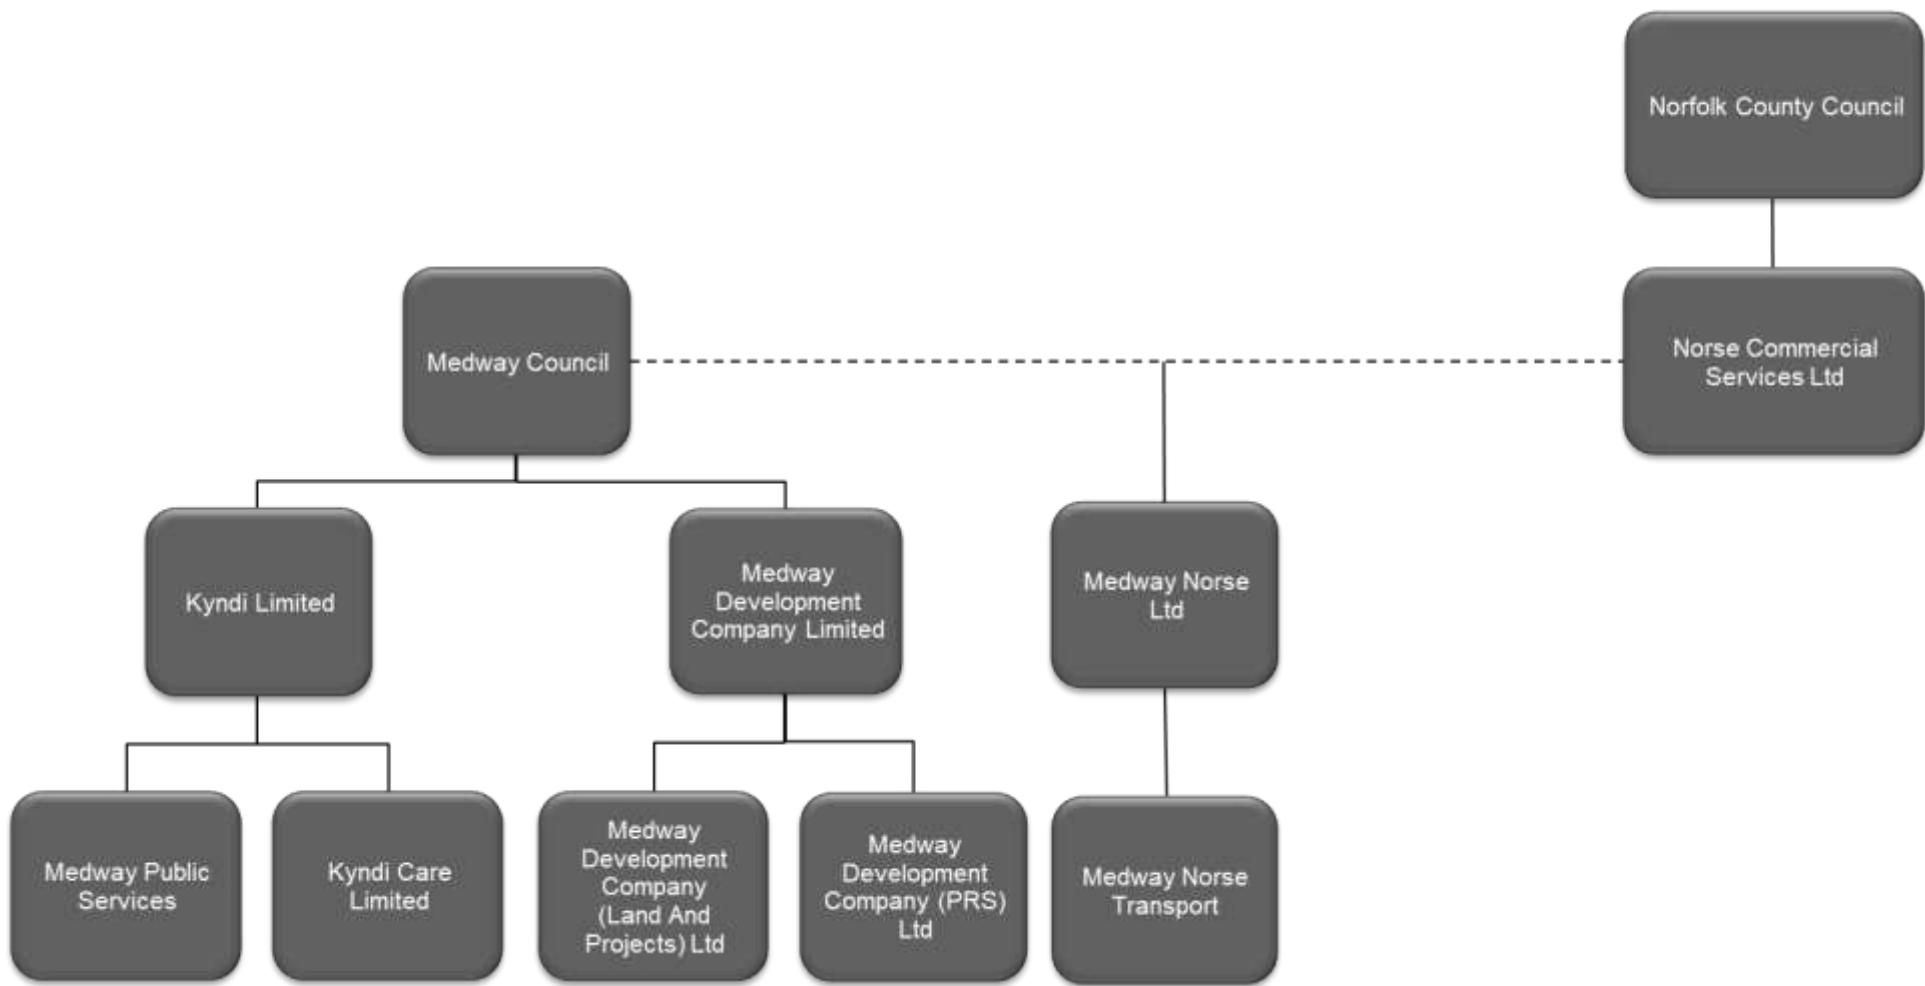 Norfolk County Council
Medway Council
Norse Commercial
Services Ltd
Kyndi Limited
Medway
Development
Company Limited
Medway Norse
Ltd
Medway Public
Services
Kyndi Care
Limited
Medway
Development
Company
(Land And
Projects) Ltd
Medway
Development
Company (PRS)
Ltd
Medway Norse
Transport